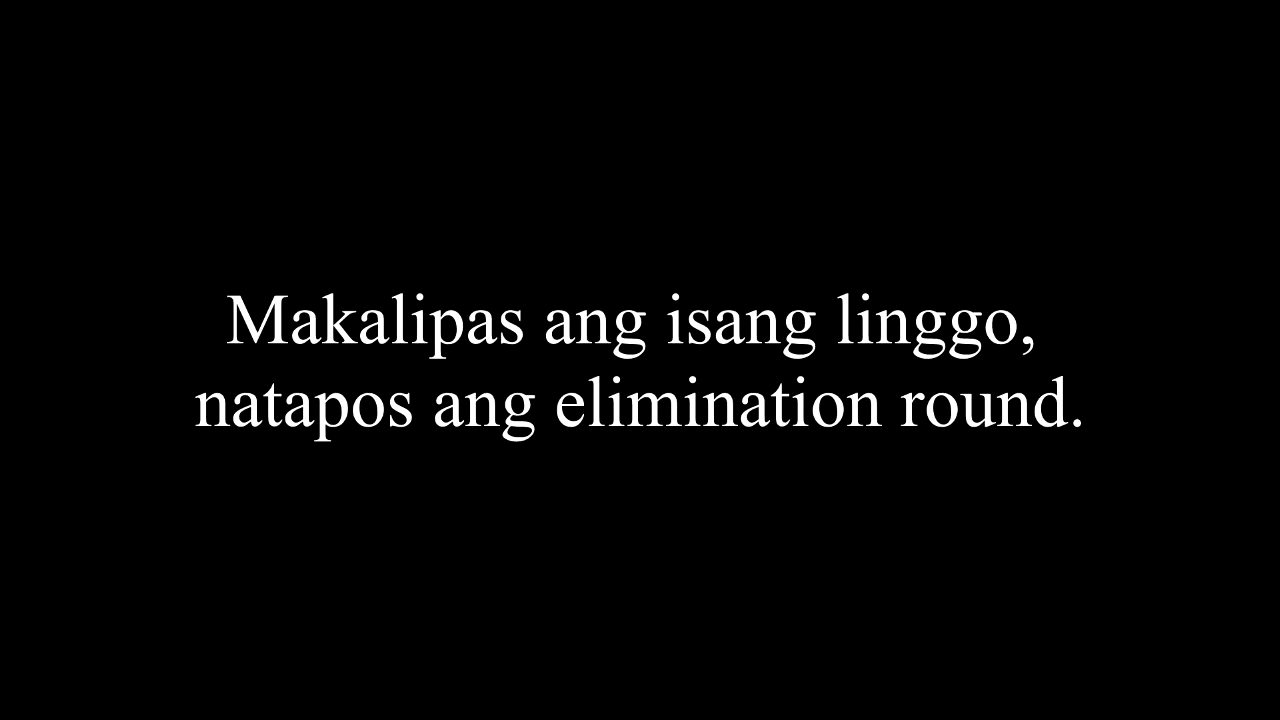 Makalipas ang isang linggo,
natapos ang elimination round.